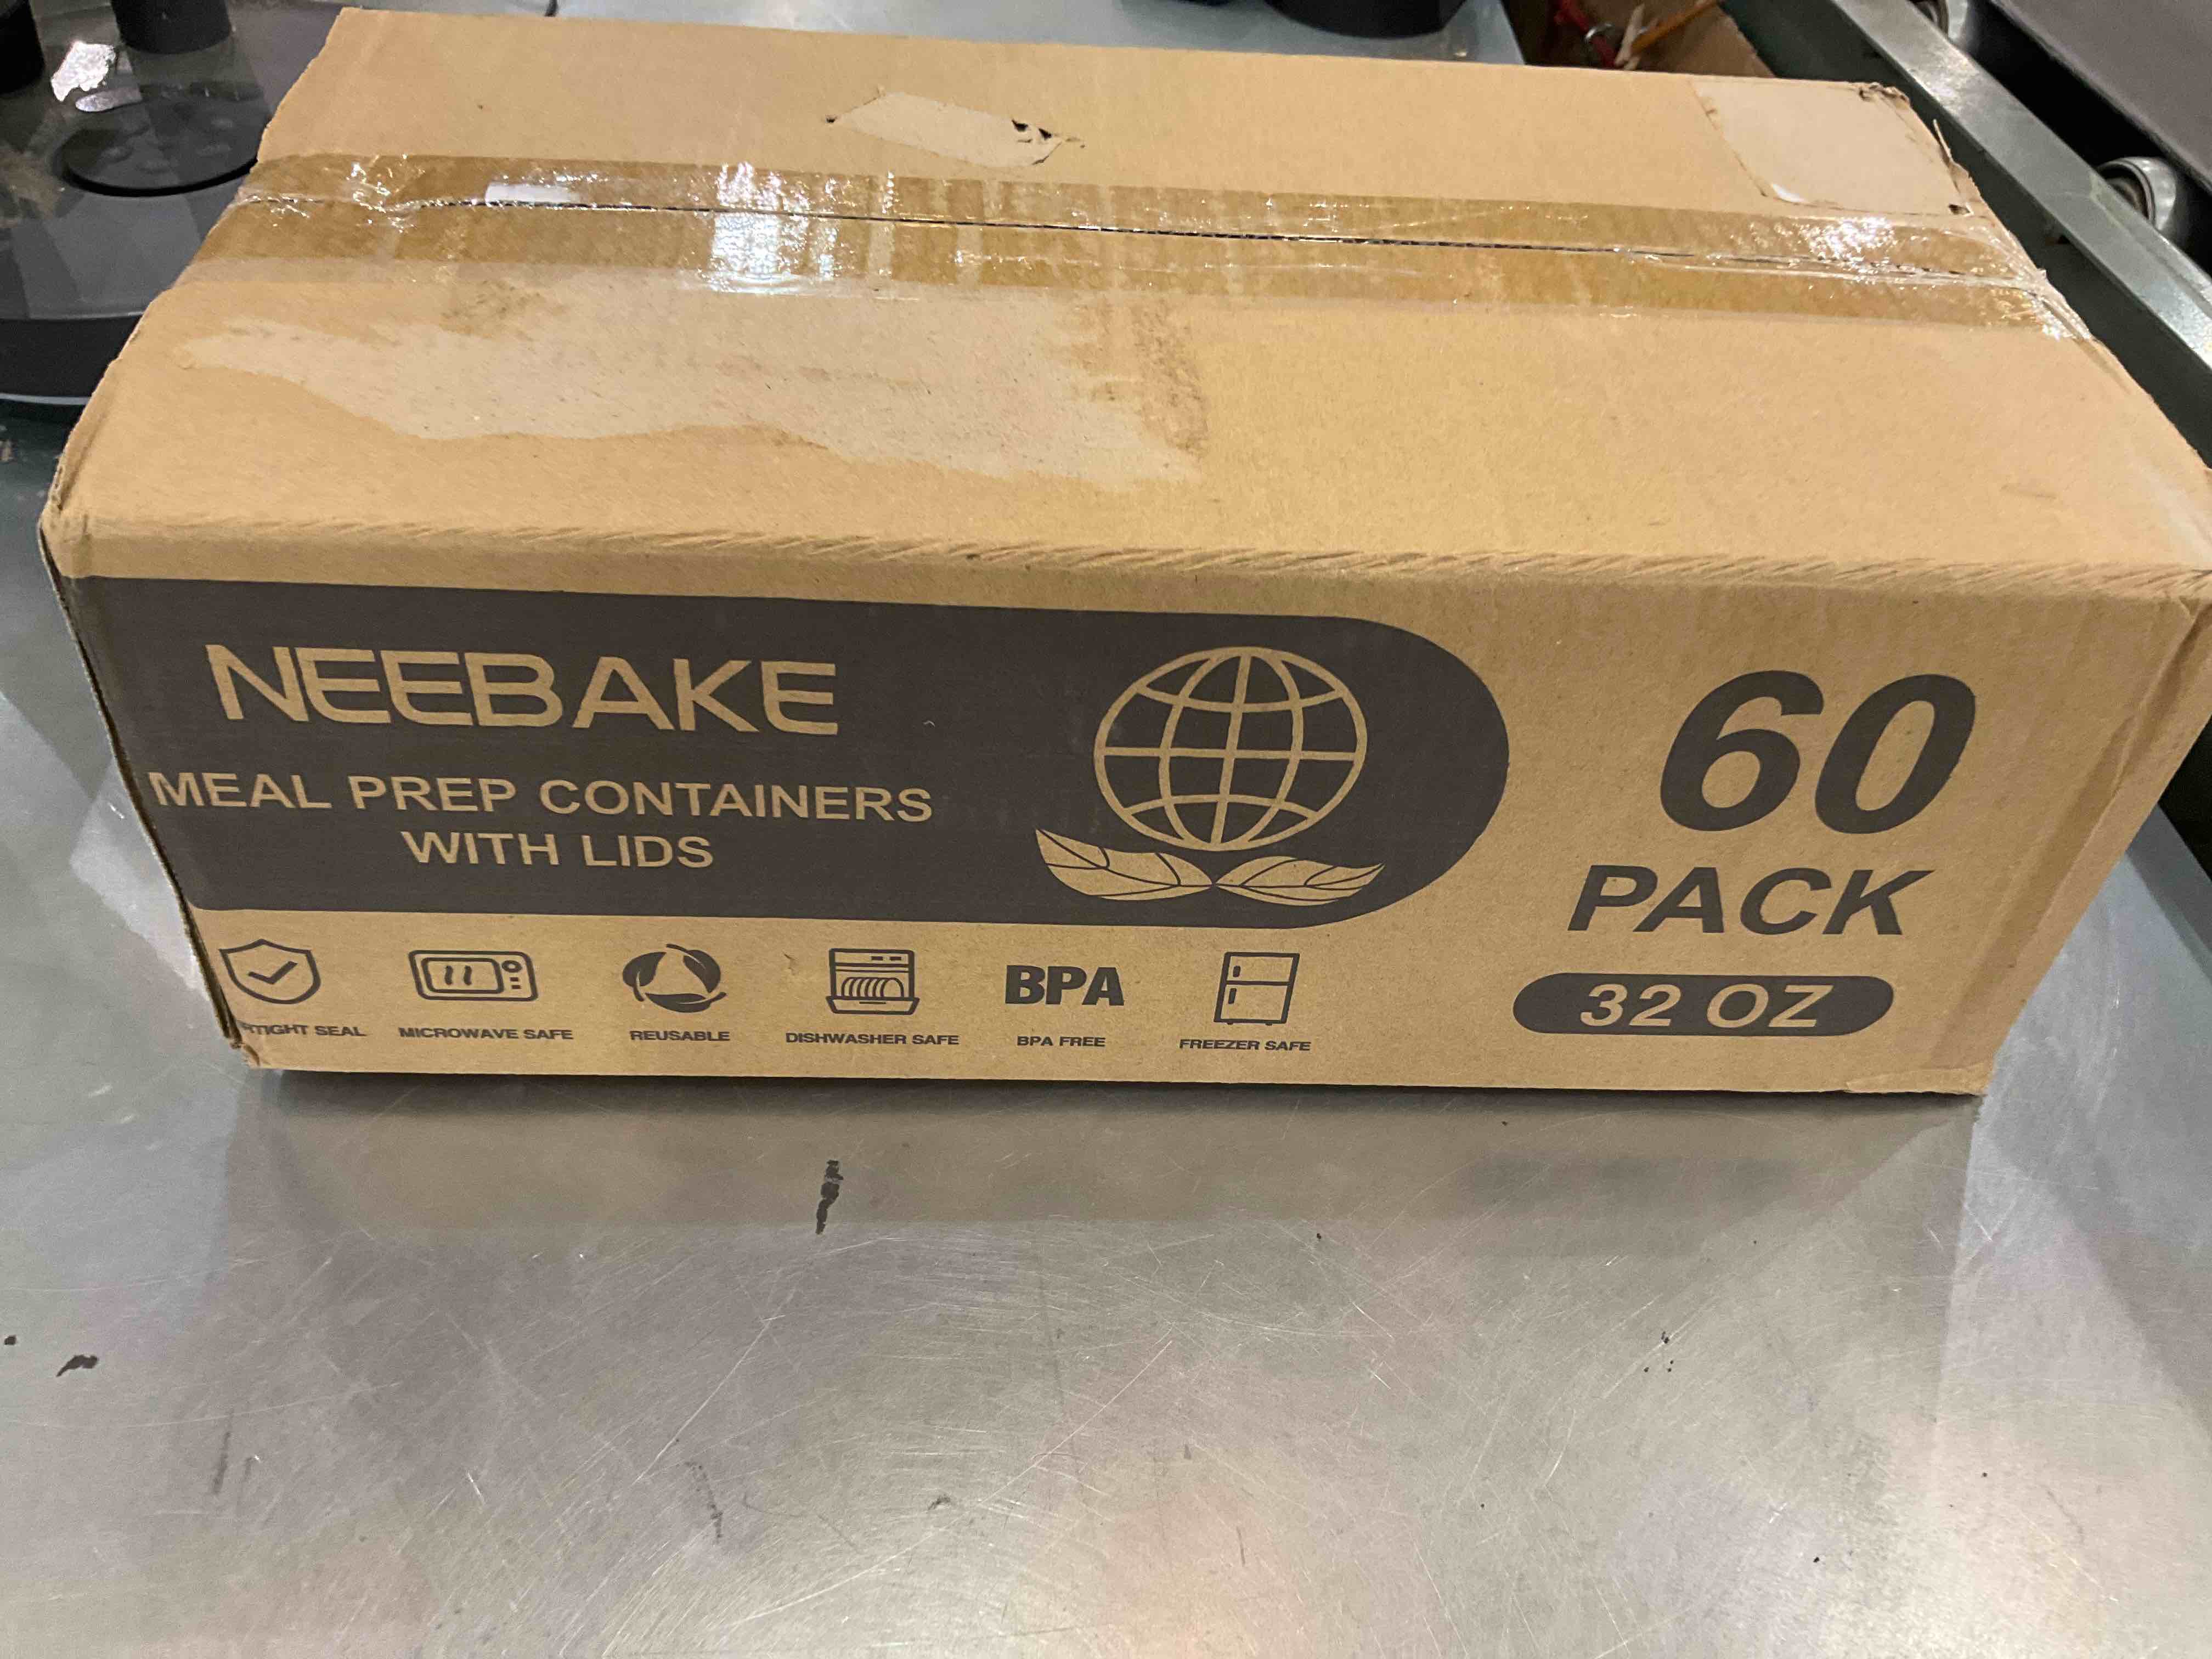 NEEBAKE
MEAL PREP CONTAINERS
WITH LIDS
60
PACK
32 OZ
SEAL
MICROWAVE SAFE
REUSABLE
DISHWASHER SAFE
BPA
BPA FREE
FREEZER SAFE